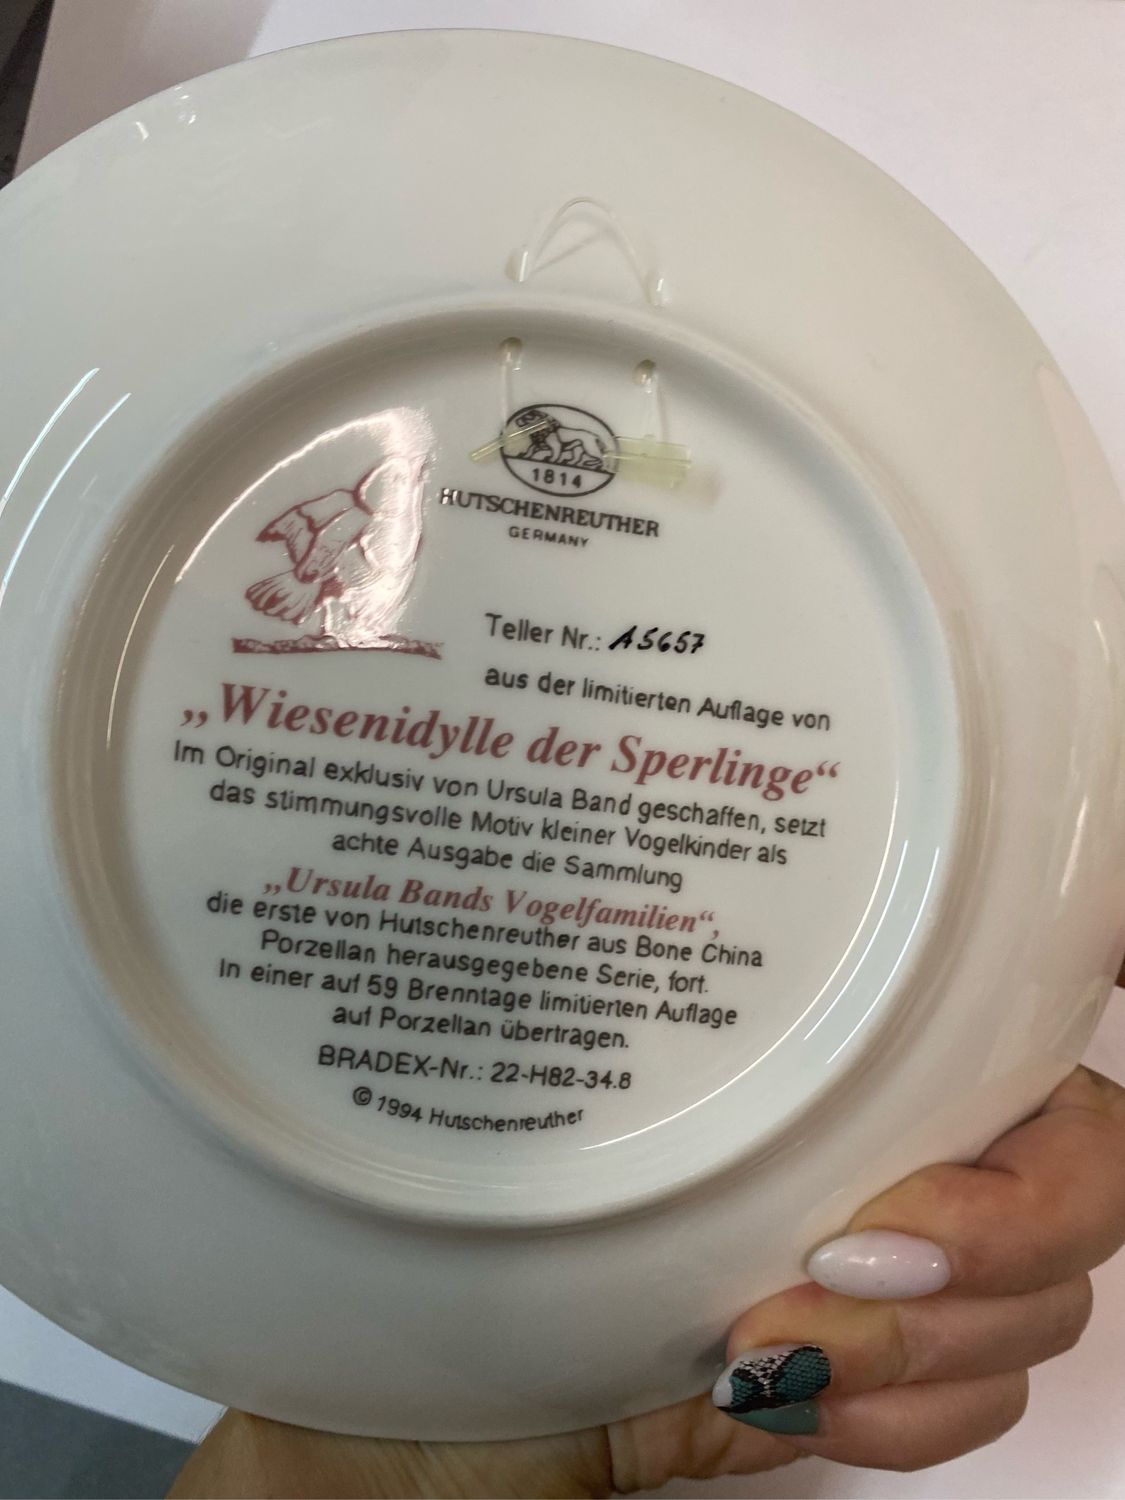 1814
HUTSCHENREUTHER
GERMANY
Teller Nr.: A5657
aus der limitierten Auflage von
„Wiesenidylle der Sperlinge“
Im Original exklusiv von Ursula Band geschaffen, setzt
das stimmungsvolle Motiv kleiner Vogelkinder als
achte Ausgabe die Sammlung
„Ursula Bands Vogelfamilien“,
die erste von Hutschenreuther aus Bone China
Porzellan herausgegebene Serie, fort.
In einer auf 59 Brenntage limitierten Auflage
auf Porzellan übertragen.
BRADEX-Nr.: 22-H82-34.8
© 1994 Hutschenreuther